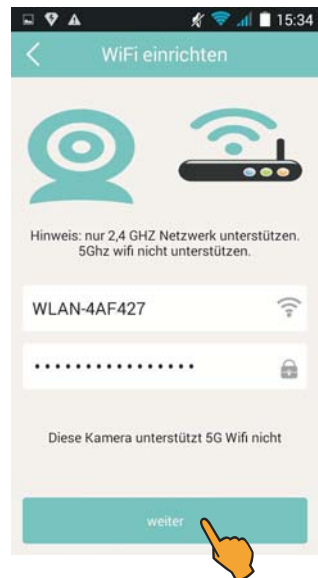 15:34
WiFi einrichten
Hinweis: nur 2,4 GHZ Netzwerk unterstützen.
5Ghz wifi nicht unterstützen.
WLAN-4AF427
••••••••••••••••
Diese Kamera unterstützt 5G Wifi nicht
weiter